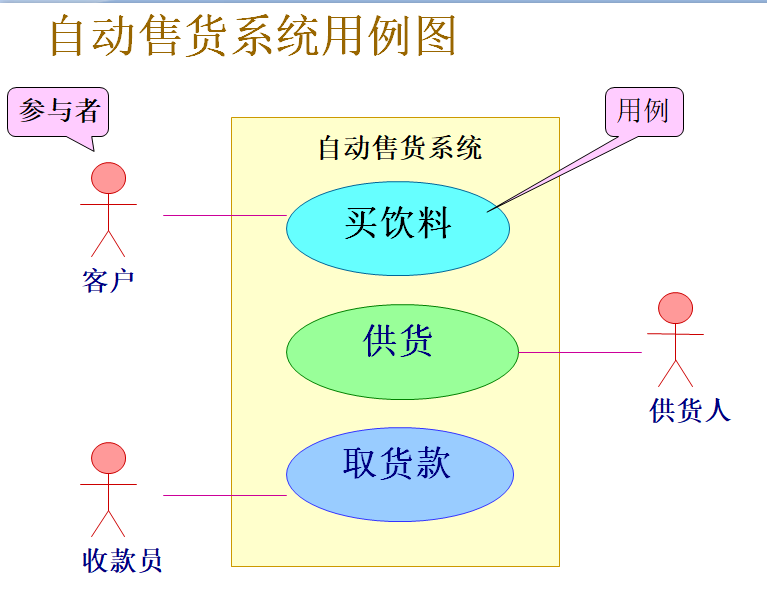 自动售货系统用例图
参与者
用例
自动售货系统
买饮料
客户
供货
供货人
取货款
收款员